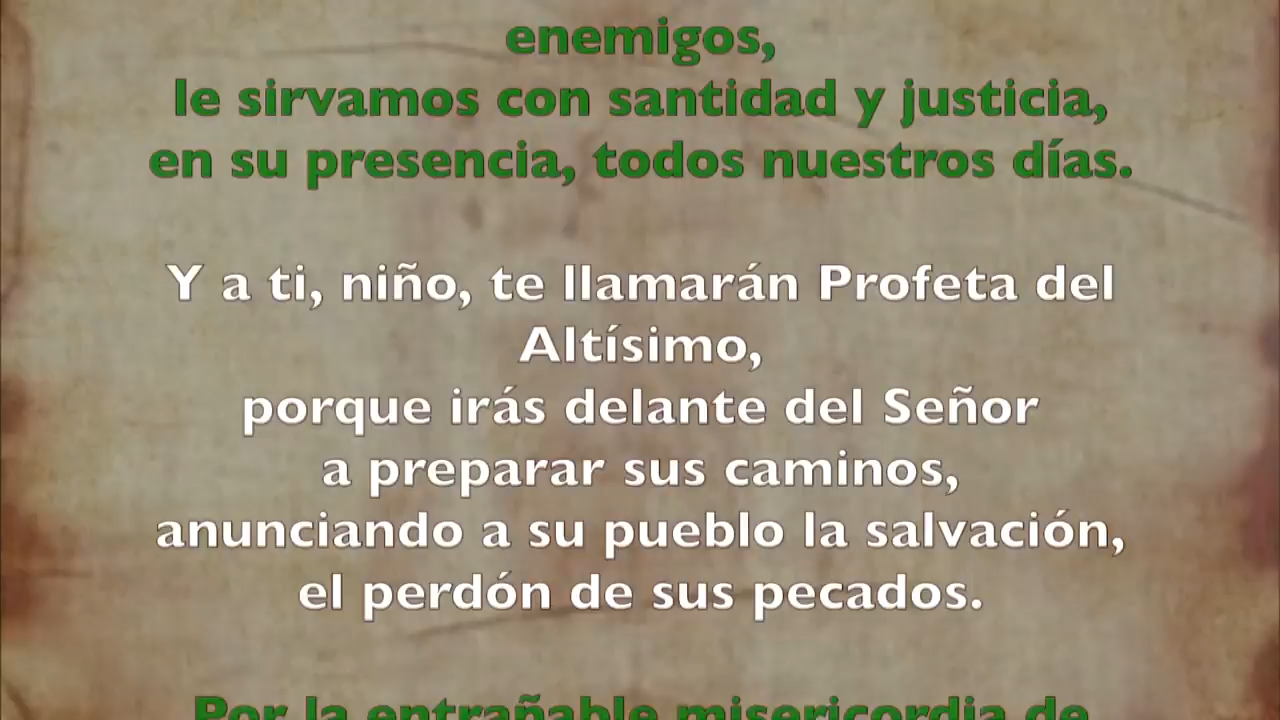 enemigos,
le sirvamos con santidad y justicia,
en su presencia, todos nuestros días.
Y a ti, niño, te llamarán Profeta del
Altísimo,
porque irás delante del Señor
a preparar sus caminos,
anunciando a su pueblo la salvación,
el perdón de sus pecados.
Por la entrañable misericordia de